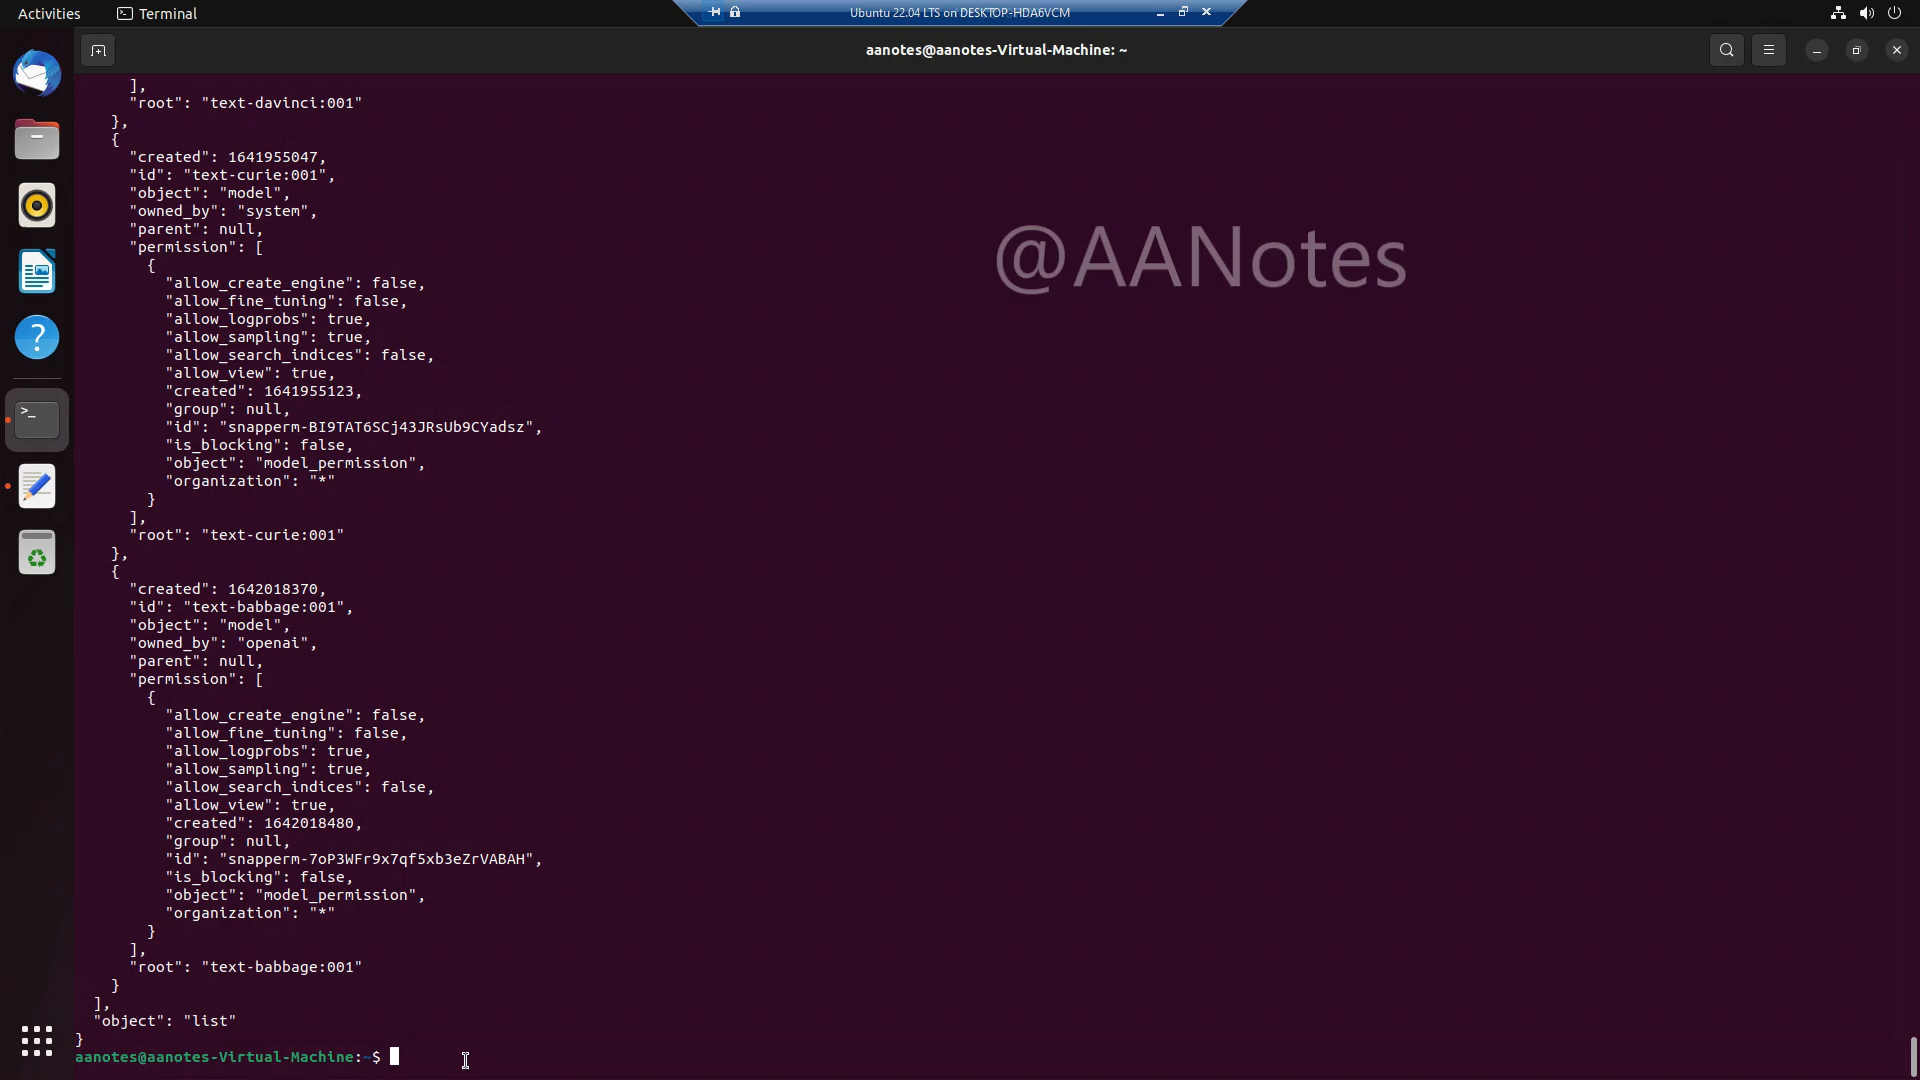 Activities
Terminal
Ubuntu 22.04 LTS on DESKTOP-HDA6VCM
aanotes@aanotes-Virtual-Machine: ~
],
"root": "text-davinci:001"
},
{
"created": 1641955047,
"id": "text-curie:001",
"object": "model",
"owned_by": "system",
"parent": null,
"permission": [
{
"allow_create_engine": false,
"allow_fine_tuning": false,
"allow_logprobs": true,
"allow_sampling": true,
"allow_search_indices": false,
"allow_view": true,
"created": 1641955123,
"group": null,
"id": "snapperm-BI9TAT6SCj43JRsUb9CYadsz",
"is_blocking": false,
"object": "model_permission",
"organization": "*"
}
],
"root": "text-curie:001"
},
{
"created": 1642018370,
"id": "text-babbage:001",
"object": "model",
"owned_by": "openai",
"parent": null,
"permission": [
{
"allow_create_engine": false,
"allow_fine_tuning": false,
"allow_logprobs": true,
"allow_sampling": true,
"allow_search_indices": false,
"allow_view": true,
"created": 1642018480,
"group": null,
"id": "snapperm-7oP3WFr9x7qf5xb3eZrVABAH",
"is_blocking": false,
"object": "model_permission",
"organization": "*"
}
],
"root": "text-babbage:001"
}
],
"object": "list"
}
aanotes@aanotes-Virtual-Machine:~$
@AANotes